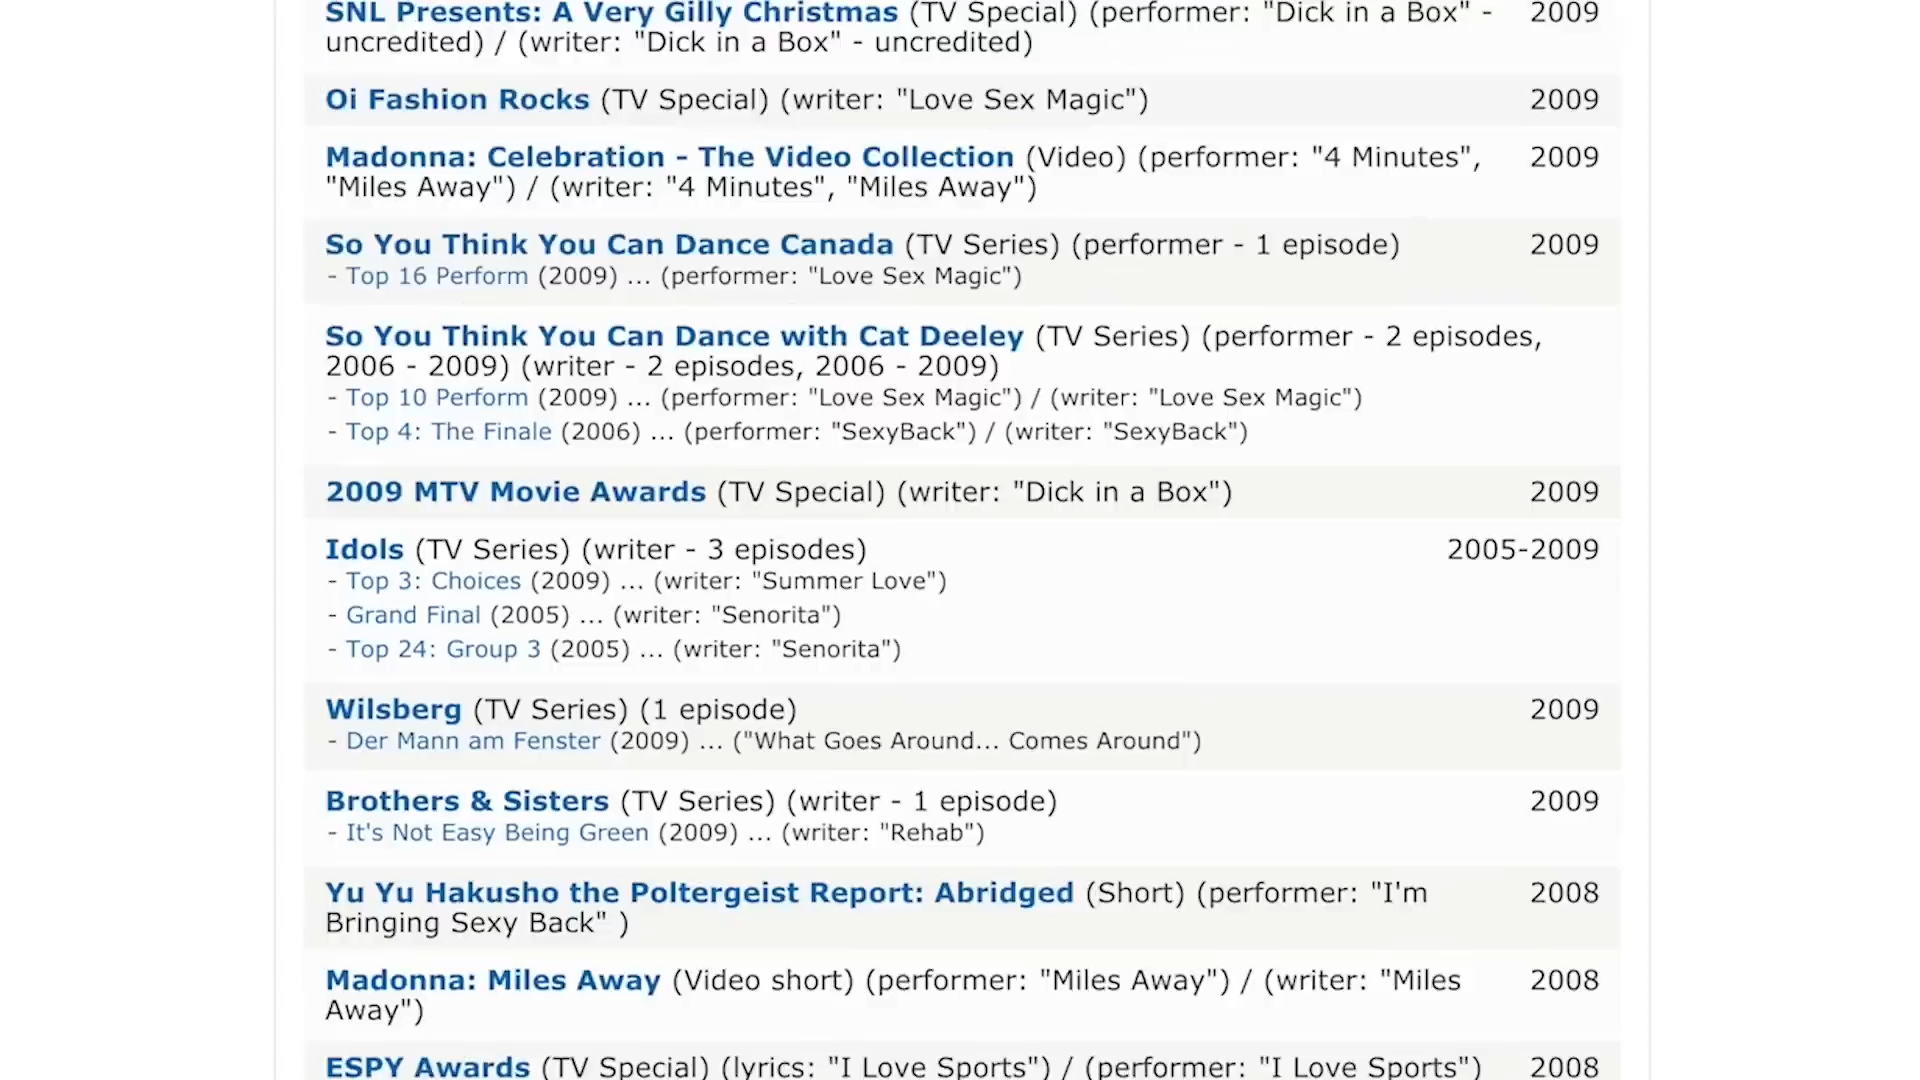 SNL Presents: A Very Gilly Christmas (TV Special) (performer: "Dick in a Box" - 2009
uncredited) / (writer: "Dick in a Box" - uncredited)
Oi Fashion Rocks (TV Special) (writer: "Love Sex Magic") 2009
Madonna: Celebration - The Video Collection (Video) (performer: "4 Minutes", 2009
"Miles Away") / (writer: "4 Minutes", "Miles Away")
So You Think You Can Dance Canada (TV Series) (performer - 1 episode) 2009
- Top 16 Perform (2009) ... (performer: "Love Sex Magic")
So You Think You Can Dance with Cat Deeley (TV Series) (performer - 2 episodes,
2006 - 2009) (writer - 2 episodes, 2006 - 2009)
- Top 10 Perform (2009) ... (performer: "Love Sex Magic") / (writer: "Love Sex Magic")
- Top 4: The Finale (2006) ... (performer: "SexyBack") / (writer: "SexyBack")
2009 MTV Movie Awards (TV Special) (writer: "Dick in a Box") 2009
Idols (TV Series) (writer - 3 episodes) 2005-2009
- Top 3: Choices (2009) ... (writer: "Summer Love")
- Grand Final (2005) ... (writer: "Senorita")
- Top 24: Group 3 (2005) ... (writer: "Senorita")
Wilsberg (TV Series) (1 episode) 2009
- Der Mann am Fenster (2009) ... ("What Goes Around... Comes Around")
Brothers & Sisters (TV Series) (writer - 1 episode) 2009
- It's Not Easy Being Green (2009) ... (writer: "Rehab")
Yu Yu Hakusho the Poltergeist Report: Abridged (Short) (performer: "I'm 2008
Bringing Sexy Back" )
Madonna: Miles Away (Video short) (performer: "Miles Away") / (writer: "Miles 2008
Away")
ESPY Awards (TV Special) (lyrics: "I Love Sports") / (performer: "I Love Sports") 2008